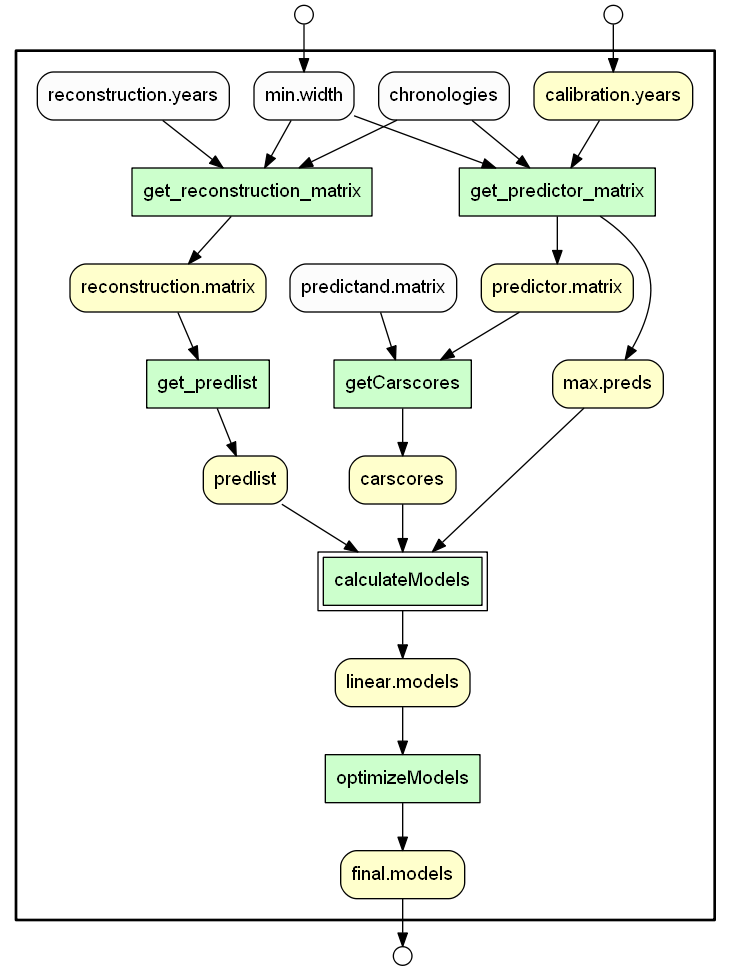 reconstruction.years
min.width
chronologies
calibration.years
get_reconstruction_matrix
get_predictor_matrix
reconstruction.matrix
predictand.matrix
predictor.matrix
get_predlist
getCarscores
max.preds
predlist
carscores
calculateModels
linear.models
optimizeModels
final.models